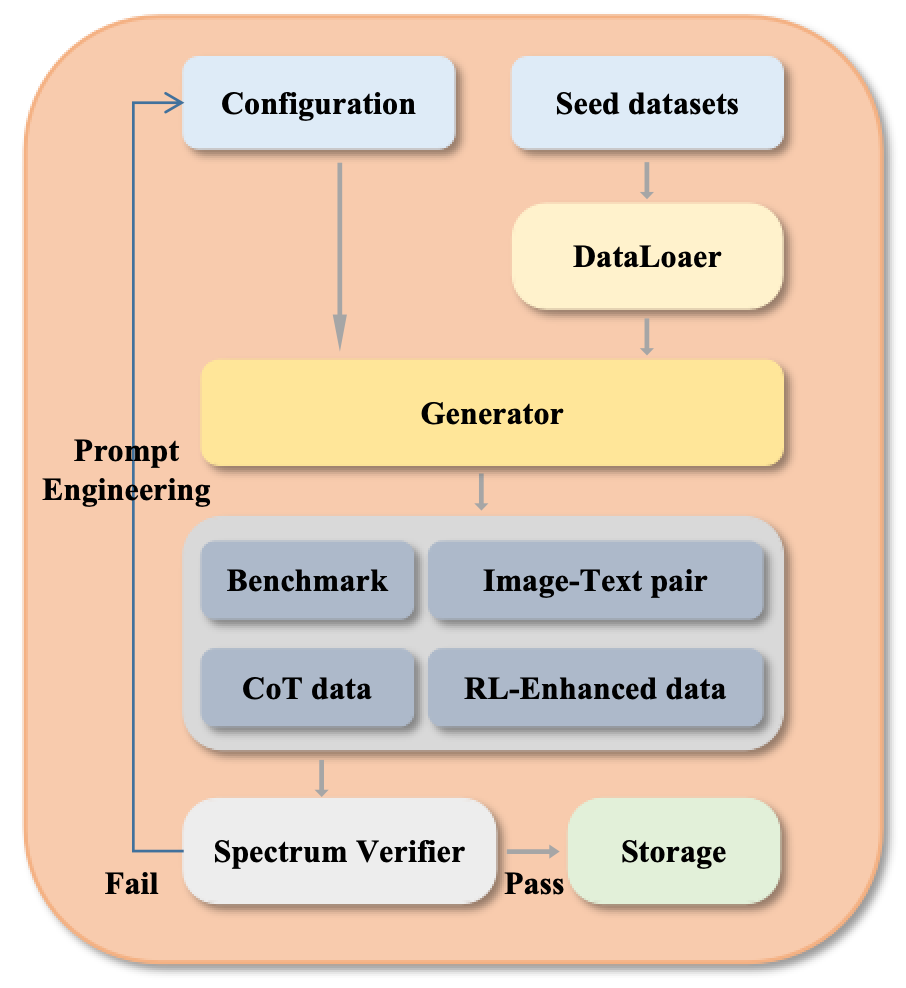 Configuration
Seed datasets
DataLoaer
Generator
Prompt
Engineering
Benchmark
Image-Text pair
CoT data
RL-Enhanced data
Spectrum Verifier
Storage
Fail
Pass